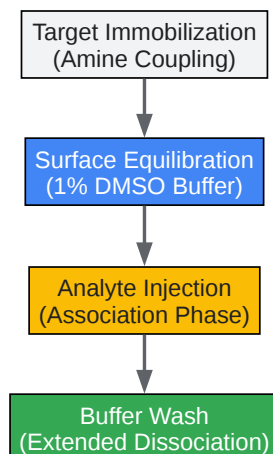 Target Immobilization
(Amine Coupling)
Surface Equilibration
(1% DMSO Buffer)
Analyte Injection
(Association Phase)
Buffer Wash
(Extended Dissociation)